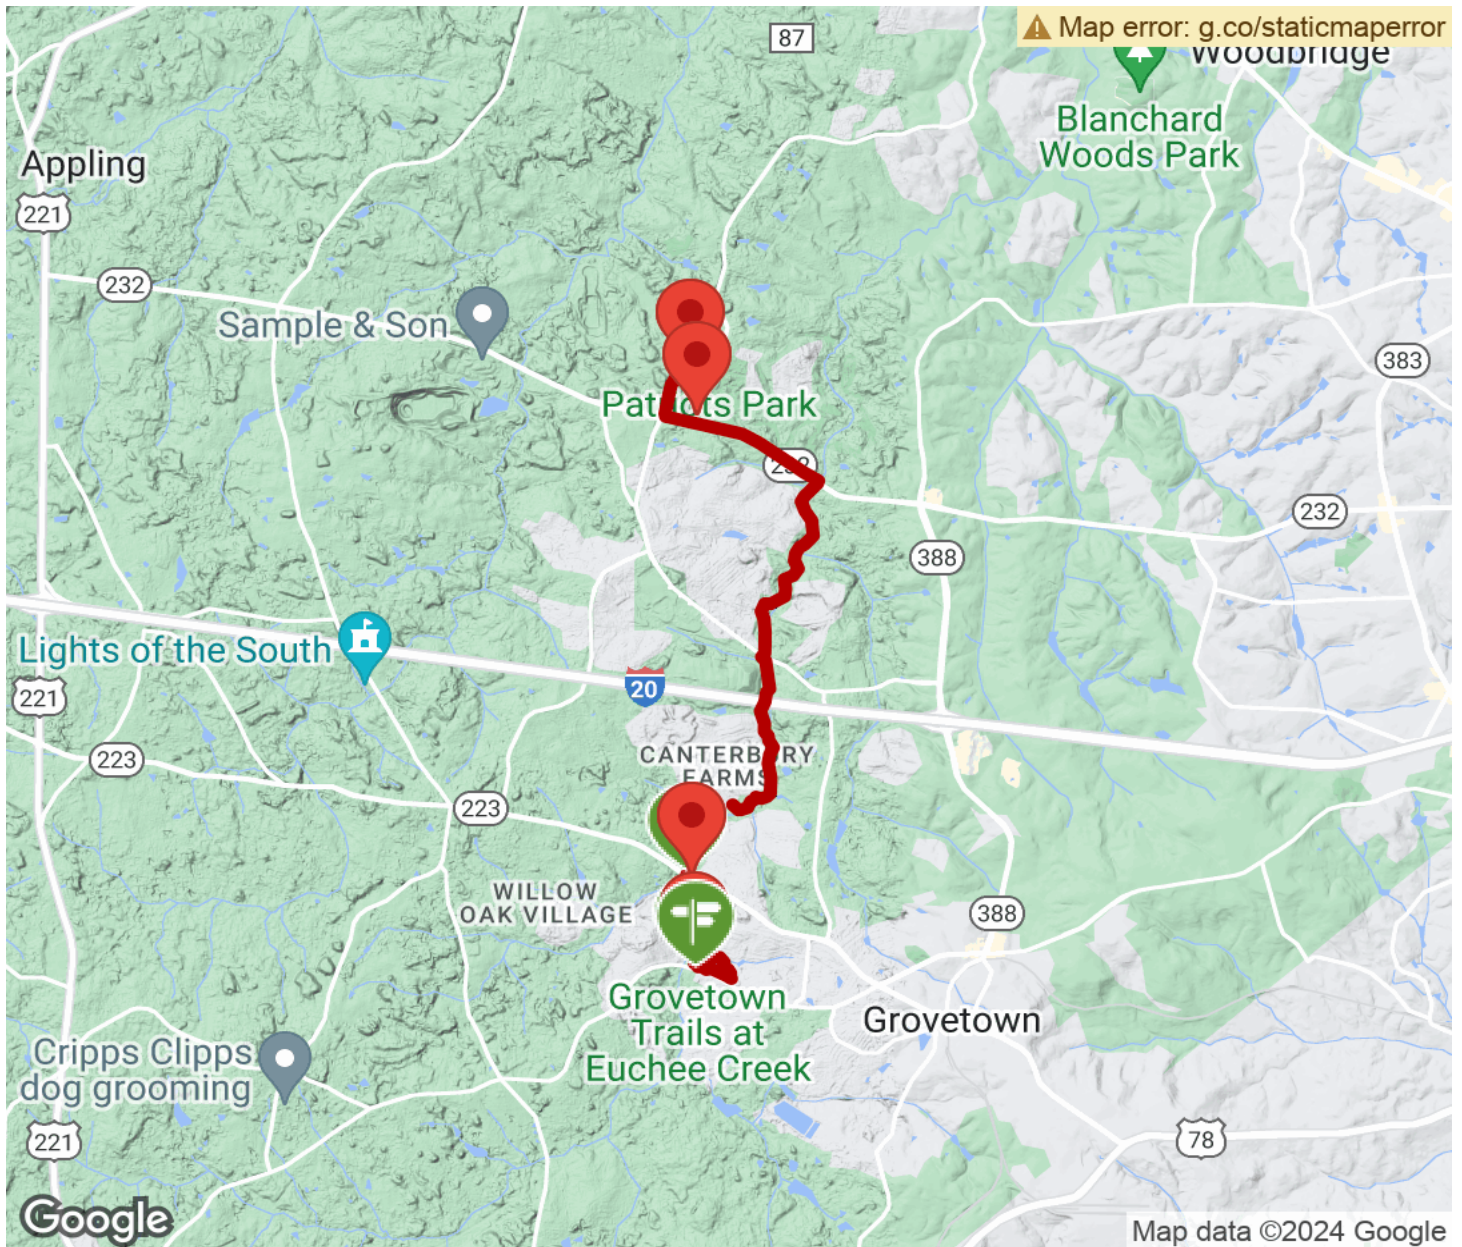 Map error: g.co/staticmaperror
87
Woodbridge
Blanchard
Woods Park
Appling
221
232
Sample & Son
383
Patriots Park
232
232
388
Lights of the South
20
221
223
CANTERBURY
FARMS
223
WILLOW
OAK VILLAGE
388
Grovetown
Trails at
Euchee Creek
Grovetown
Cripps Clipps
dog grooming
221
78
Google
Map data ©2024 Google